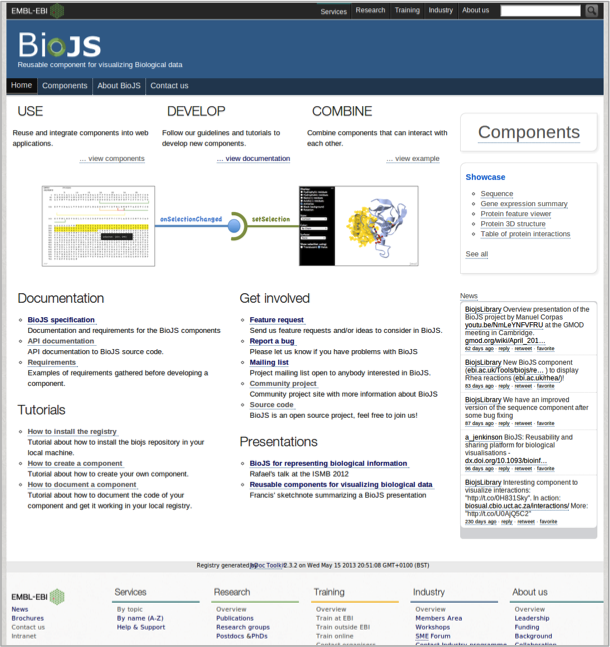 EMBL-EBI
Services Research Training Industry About us
BioJS
Reusable component for visualizing Biological data
Home Components About BioJS Contact us
USE
Reuse and integrate components into web
applications.
... view components
DEVELOP
Follow our guidelines and tutorials to
develop new components.
... view documentation
COMBINE
Combine components that can interact with
each other.
... view example
onSelectionChanged
setSelection
Components
Showcase
Sequence
Gene expression summary
Protein feature viewer
Protein 3D structure
Table of protein interactions
See all
Documentation
BioJS specification
Documentation and requirements for the BioJS components
API documentation
API documentation to BioJS source code.
Requirements
Examples of requirements gathered before developing a
component.
Tutorials
How to install the registry
Tutorial about how to install the biojs repository in your
local machine.
How to create a component
Tutorial about how to create your own component.
How to document a component
Tutorial about how to document the code of your
component and get it working in your local registry.
Get involved
Feature request
Send us feature requests and/or ideas to consider in BioJS.
Report a bug
Please let us know if you have problems with BioJS
Mailing list
Project mailing list open to anybody interested in BioJS.
Community project
Community project site with more information about BioJS
Source code
BioJS is an open source project, feel free to join us!
Presentations
BioJS for representing biological information
Rafael's talk at the ISMB 2012
Reusable components for visualizing biological data
Francis' sketchnote summarizing a BioJS presentation
News
BiojsLibrary Overview presentation of the
BioJS project by Manuel Corpas
youtu.be/NmLeYNFVFRU at the GMOD
meeting in Cambridge.
gmod.org/wiki/April_201...
62 days ago · reply · retweet · favorite
BiojsLibrary New BioJS component
(ebi.ac.uk/Tools/biojs/re... ) to display
Rhea reactions (ebi.ac.uk/rhea/)!
83 days ago · reply · retweet · favorite
BiojsLibrary We have an improved
version of the sequence component after
some bug fixing
87 days ago · reply · retweet · favorite
a_jenkinson BioJS: Reusability and
sharing platform for biological
visualisations -
dx.doi.org/10.1093/bioinf...
96 days ago · reply · retweet · favorite
BiojsLibrary Interesting component to
visualize interactions:
"http://t.co/0H831Sky". In action:
biosual.cbio.uct.ac.za/interactions/ More:
"http://t.co/U0AjQ5C2"
230 days ago · reply · retweet · favorite
Registry generated by JsDoc Toolkit 2.3.2 on Wed May 15 2013 20:51:08 GMT+0100 (BST)
EMBL-EBI
News
Brochures
Contact us
Intranet
Services
By topic
By name (A-Z)
Help & Support
Research
Overview
Publications
Research groups
Postdocs &PhDs
Training
Overview
Train at EBI
Train outside EBI
Train online
Industry
Overview
Members Area
Workshops
SME Forum
Contact Industry programme
About us
Overview
Leadership
Funding
Background
Collaboration